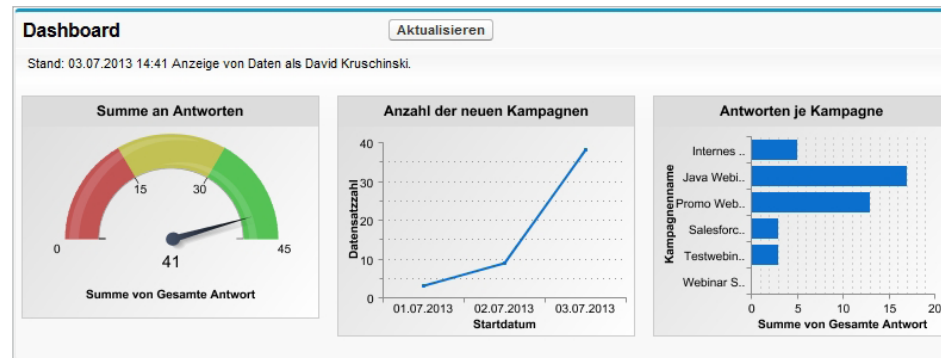 Dashboard
Aktualisieren
Stand: 03.07.2013 14:41 Anzeige von Daten als David Kruschinski.
Summe an Antworten
15
30
0
45
41
Summe von Gesamte Antwort
Anzahl der neuen Kampagnen
Datensatzzahl
40
30
20
10
0
01.07.2013 02.07.2013 03.07.2013
Startdatum
Antworten je Kampagne
Kampagnenname
Internes ..
Java Webi..
Promo Web..
Salesforc..
Testwebin..
Webinar S..
0 5 10 15 20
Summe von Gesamte Antwort